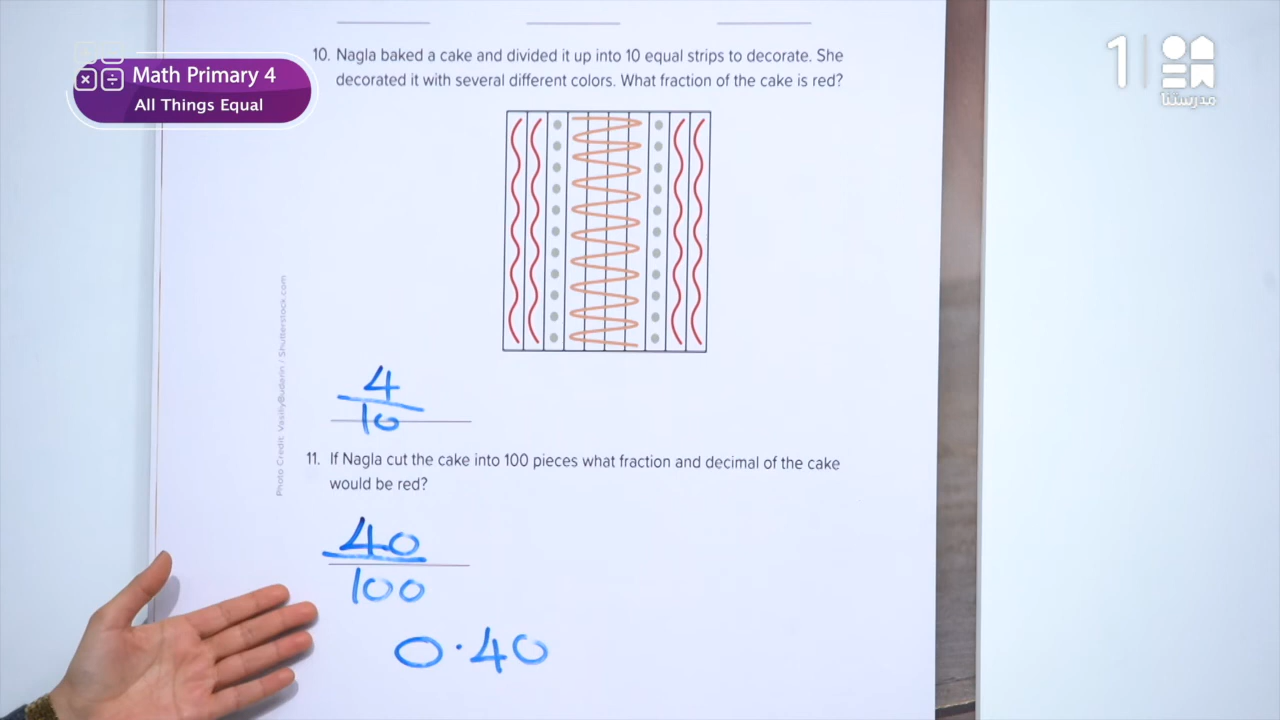 10. Nagla baked a cake and divided it up into 10 equal strips to decorate. She
decorated it with several different colors. What fraction of the cake is red?
Math Primary 4
All Things Equal
1
مدرستنا
4
10
11. If Nagla cut the cake into 100 pieces what fraction and decimal of the cake
would be red?
40
100
0.40
Photo Credit: VasiliyBudarin / Shutterstock.com